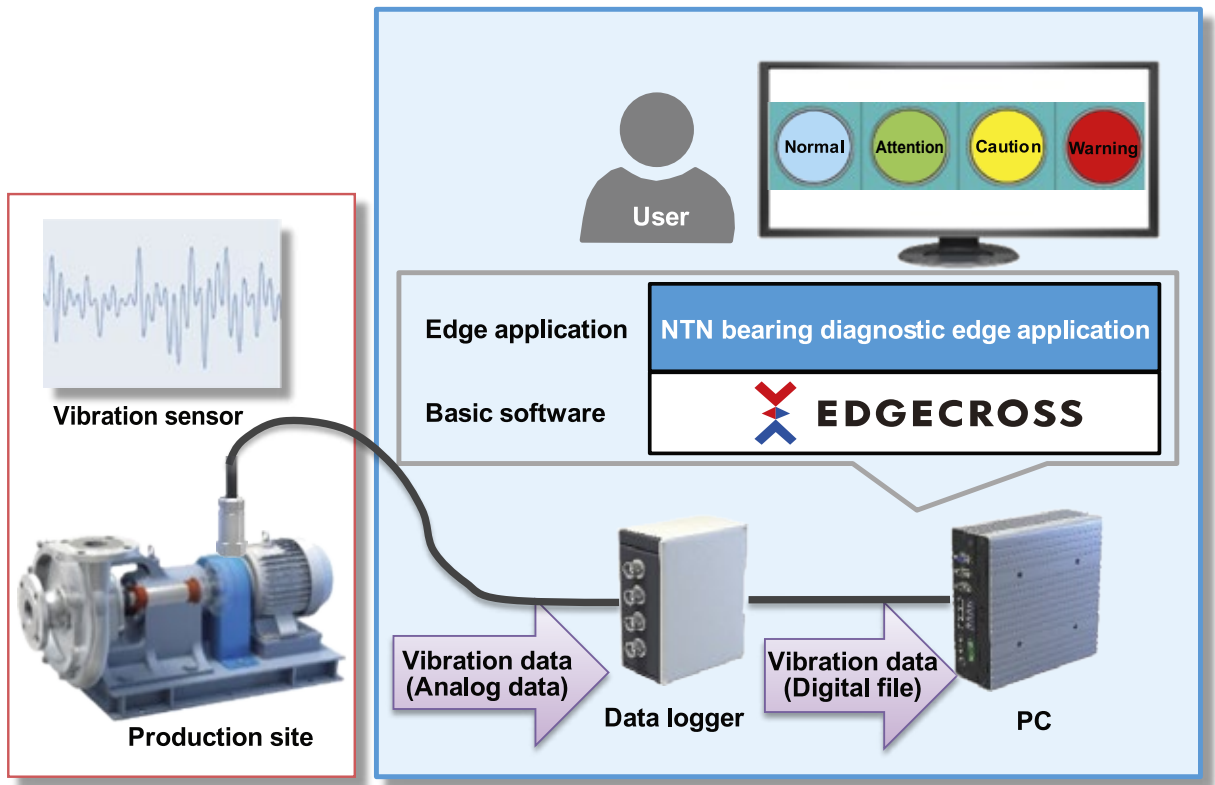 Normal
Attention
Caution
Warning
User
Vibration sensor
Edge application
NTN bearing diagnostic edge application
Basic software
EDGECROSS
Vibration data
(Analog data)
Vibration data
(Digital file)
Data logger
PC
Production site